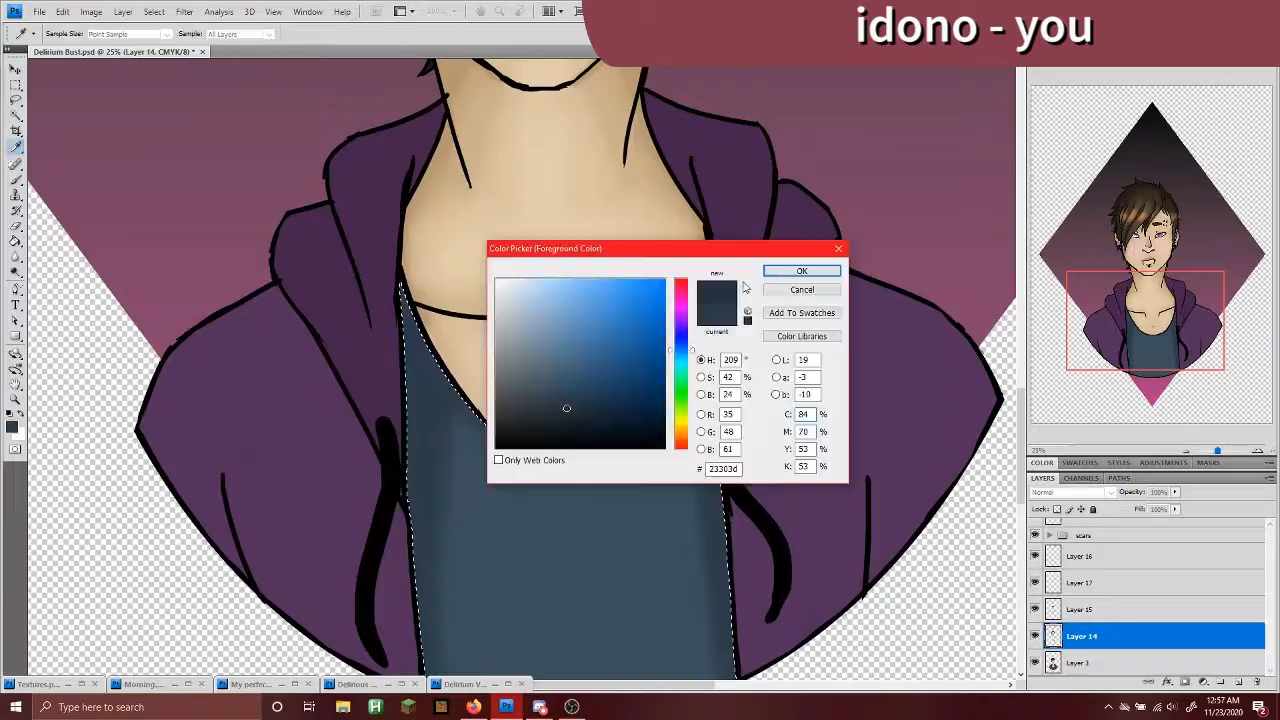 idono - you
File Edit Image Layer Select Filter Analysis 3D View Window Help
Sample Size: Point Sample Sample: All Layers
Delirium Bust.psd @ 25% (Layer 14, CMYK/8) *
Color Picker (Foreground Color)
new
current
OK
Cancel
Add To Swatches
Color Libraries
H: 209 °
S: 42 %
B: 24 %
R: 35
G: 48
B: 61
# 23303d
L: 19
a: -3
b: -10
C: 84 %
M: 70 %
Y: 53 %
K: 53 %
Only Web Colors
25%
COLOR SWATCHES STYLES ADJUSTMENTS MASKS
LAYERS CHANNELS PATHS
Normal Opacity: 100%
Lock: Fill: 100%
scars
Layer 16
Layer 17
Layer 15
Layer 14
Layer 3
Textures.p... Morning.... My perfec... Delirious ... Delirium V...
Type here to search
12:57 AM
11/23/2020